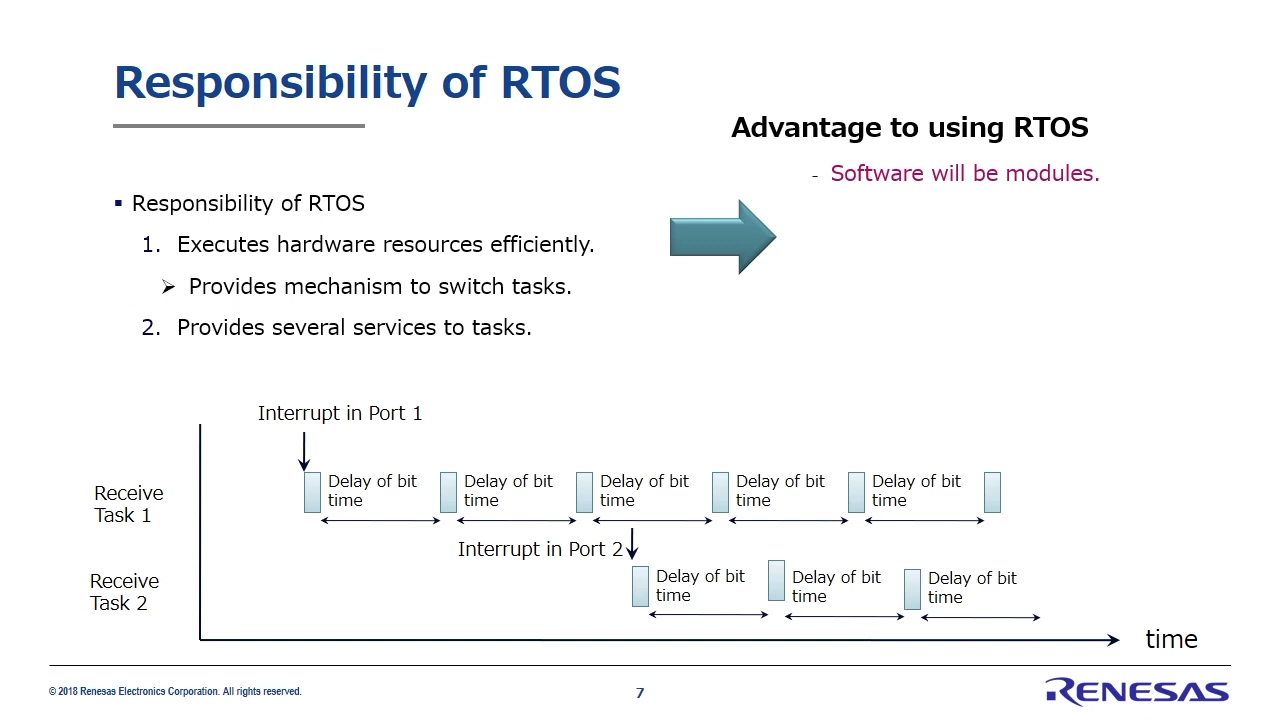 Responsibility of RTOS
Advantage to using RTOS
- Software will be modules.
▪ Responsibility of RTOS
1. Executes hardware resources efficiently.
➢ Provides mechanism to switch tasks.
2. Provides several services to tasks.
Interrupt in Port 1
Receive
Task 1
Delay of bit
time
Delay of bit
time
Delay of bit
time
Delay of bit
time
Delay of bit
time
Interrupt in Port 2
Receive
Task 2
Delay of bit
time
Delay of bit
time
Delay of bit
time
time
© 2018 Renesas Electronics Corporation. All rights reserved.
7
RENESAS